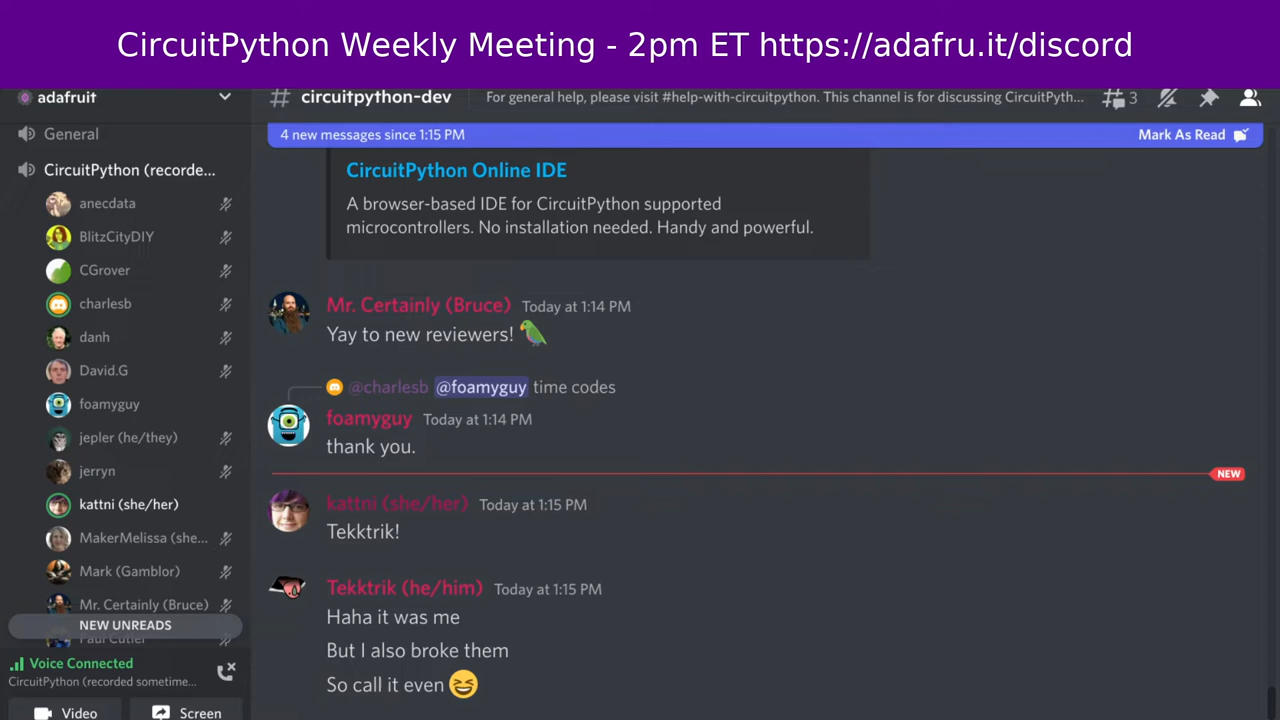 CircuitPython Weekly Meeting - 2pm ET https://adafru.it/discord
adafruit
# circuitpython-dev
For general help, please visit #help-with-circuitpython. This channel is for discussing CircuitPyth...
3
General
CircuitPython (recorde...
anecdata
BlitzCityDIY
CGrover
charlesb
danh
David.G
foamyguy
jepler (he/they)
jerryn
kattni (she/her)
MakerMelissa (she...
Mark (Gamblor)
Mr. Certainly (Bruce)
NEW UNREADS
Paul Cutler
Voice Connected
CircuitPython (recorded sometime...
Video
Screen
4 new messages since 1:15 PM
Mark As Read
CircuitPython Online IDE
A browser-based IDE for CircuitPython supported
microcontrollers. No installation needed. Handy and powerful.
Mr. Certainly (Bruce) Today at 1:14 PM
Yay to new reviewers!
@charlesb @foamyguy time codes
foamyguy Today at 1:14 PM
thank you.
NEW
kattni (she/her) Today at 1:15 PM
Tekktrik!
Tekktrik (he/him) Today at 1:15 PM
Haha it was me
But I also broke them
So call it even